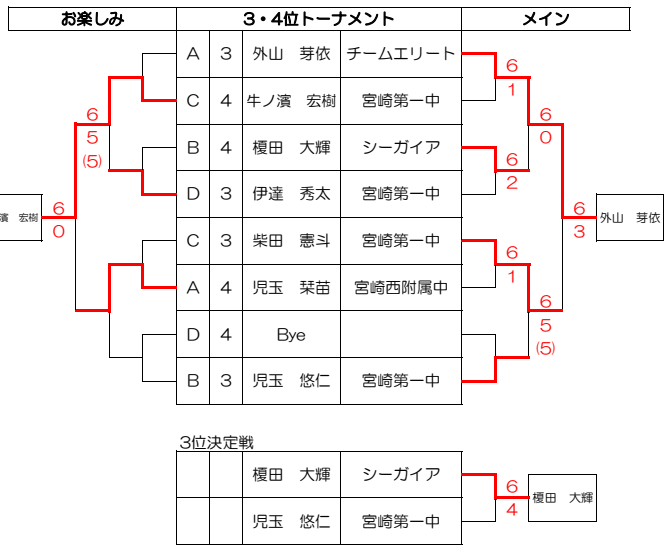 お楽しみ 3・4位トーナメント メイン
A 3 外山 芽依 チームエリート
6
1
C 4 牛ノ濱 宏樹 宮崎第一中
6
5
(5)
6
0
B 4 榎田 大輝 シーガイア
6
2
D 3 伊達 秀太 宮崎第一中
濱 宏樹
6
0
6
3
外山 芽依
C 3 柴田 憲斗 宮崎第一中
6
1
A 4 児玉 栞苗 宮崎西附属中
6
5
(5)
D 4 Bye
B 3 児玉 悠仁 宮崎第一中
3位決定戦
榎田 大輝 シーガイア
6
4
榎田 大輝
児玉 悠仁 宮崎第一中